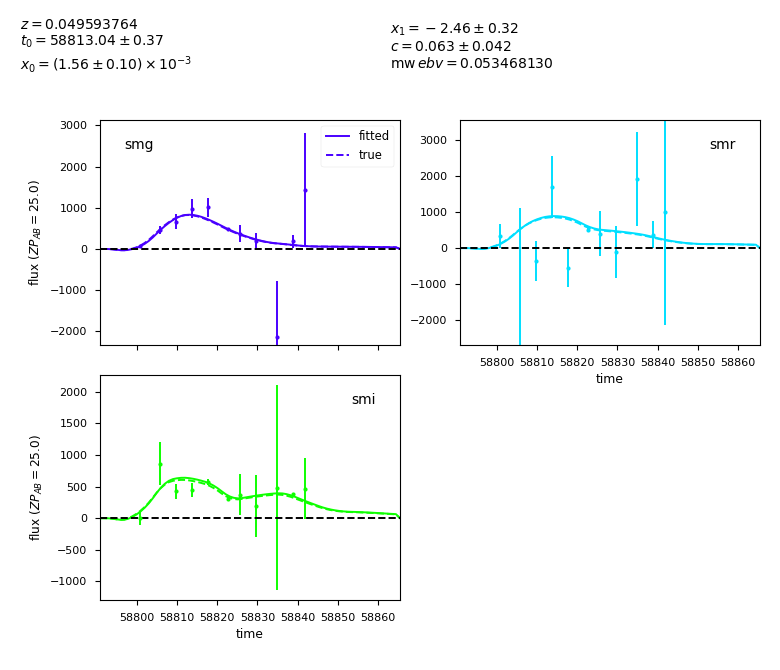 z = 0.049593764
t₀ = 58813.04 ± 0.37
x₀ = (1.56 ± 0.10) × 10⁻³
x₁ = −2.46 ± 0.32
c = 0.063 ± 0.042
mwebv = 0.053468130
smg
fitted
true
3000
2000
1000
0
−1000
−2000
flux (ZP_AB = 25.0)
smr
3000
2000
1000
0
−1000
−2000
58800 58810 58820 58830 58840 58850 58860
time
smi
2000
1500
1000
500
0
−500
−1000
flux (ZP_AB = 25.0)
58800 58810 58820 58830 58840 58850 58860
time